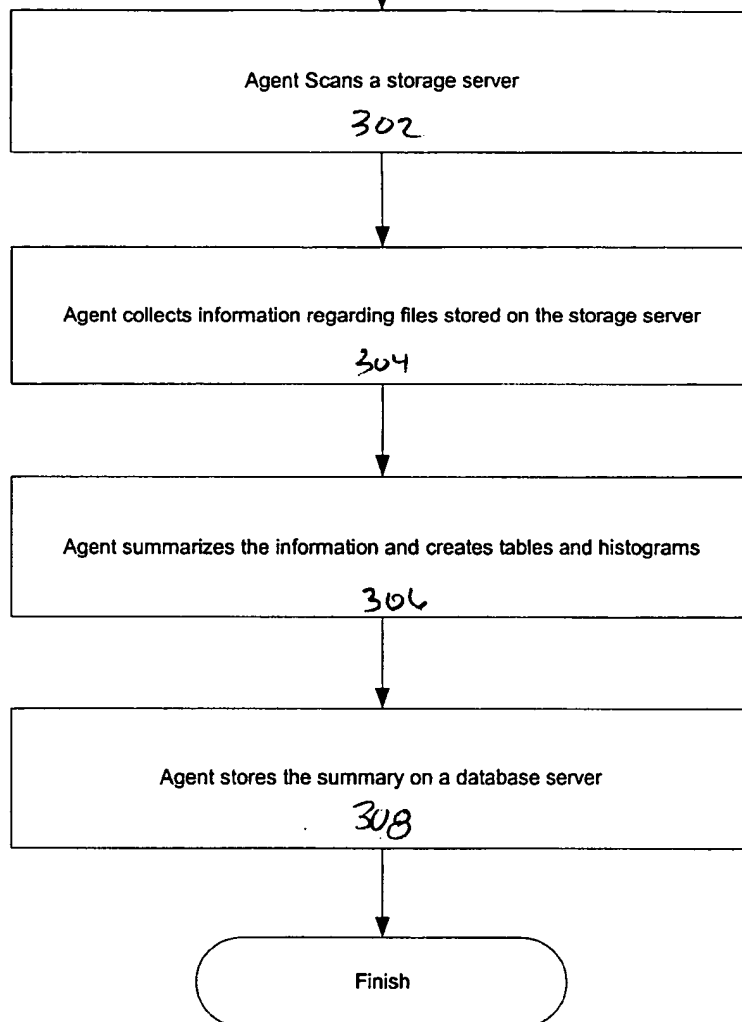 Agent Scans a storage server
302
Agent collects information regarding files stored on the storage server
304
Agent summarizes the information and creates tables and histograms
306
Agent stores the summary on a database server
308
Finish